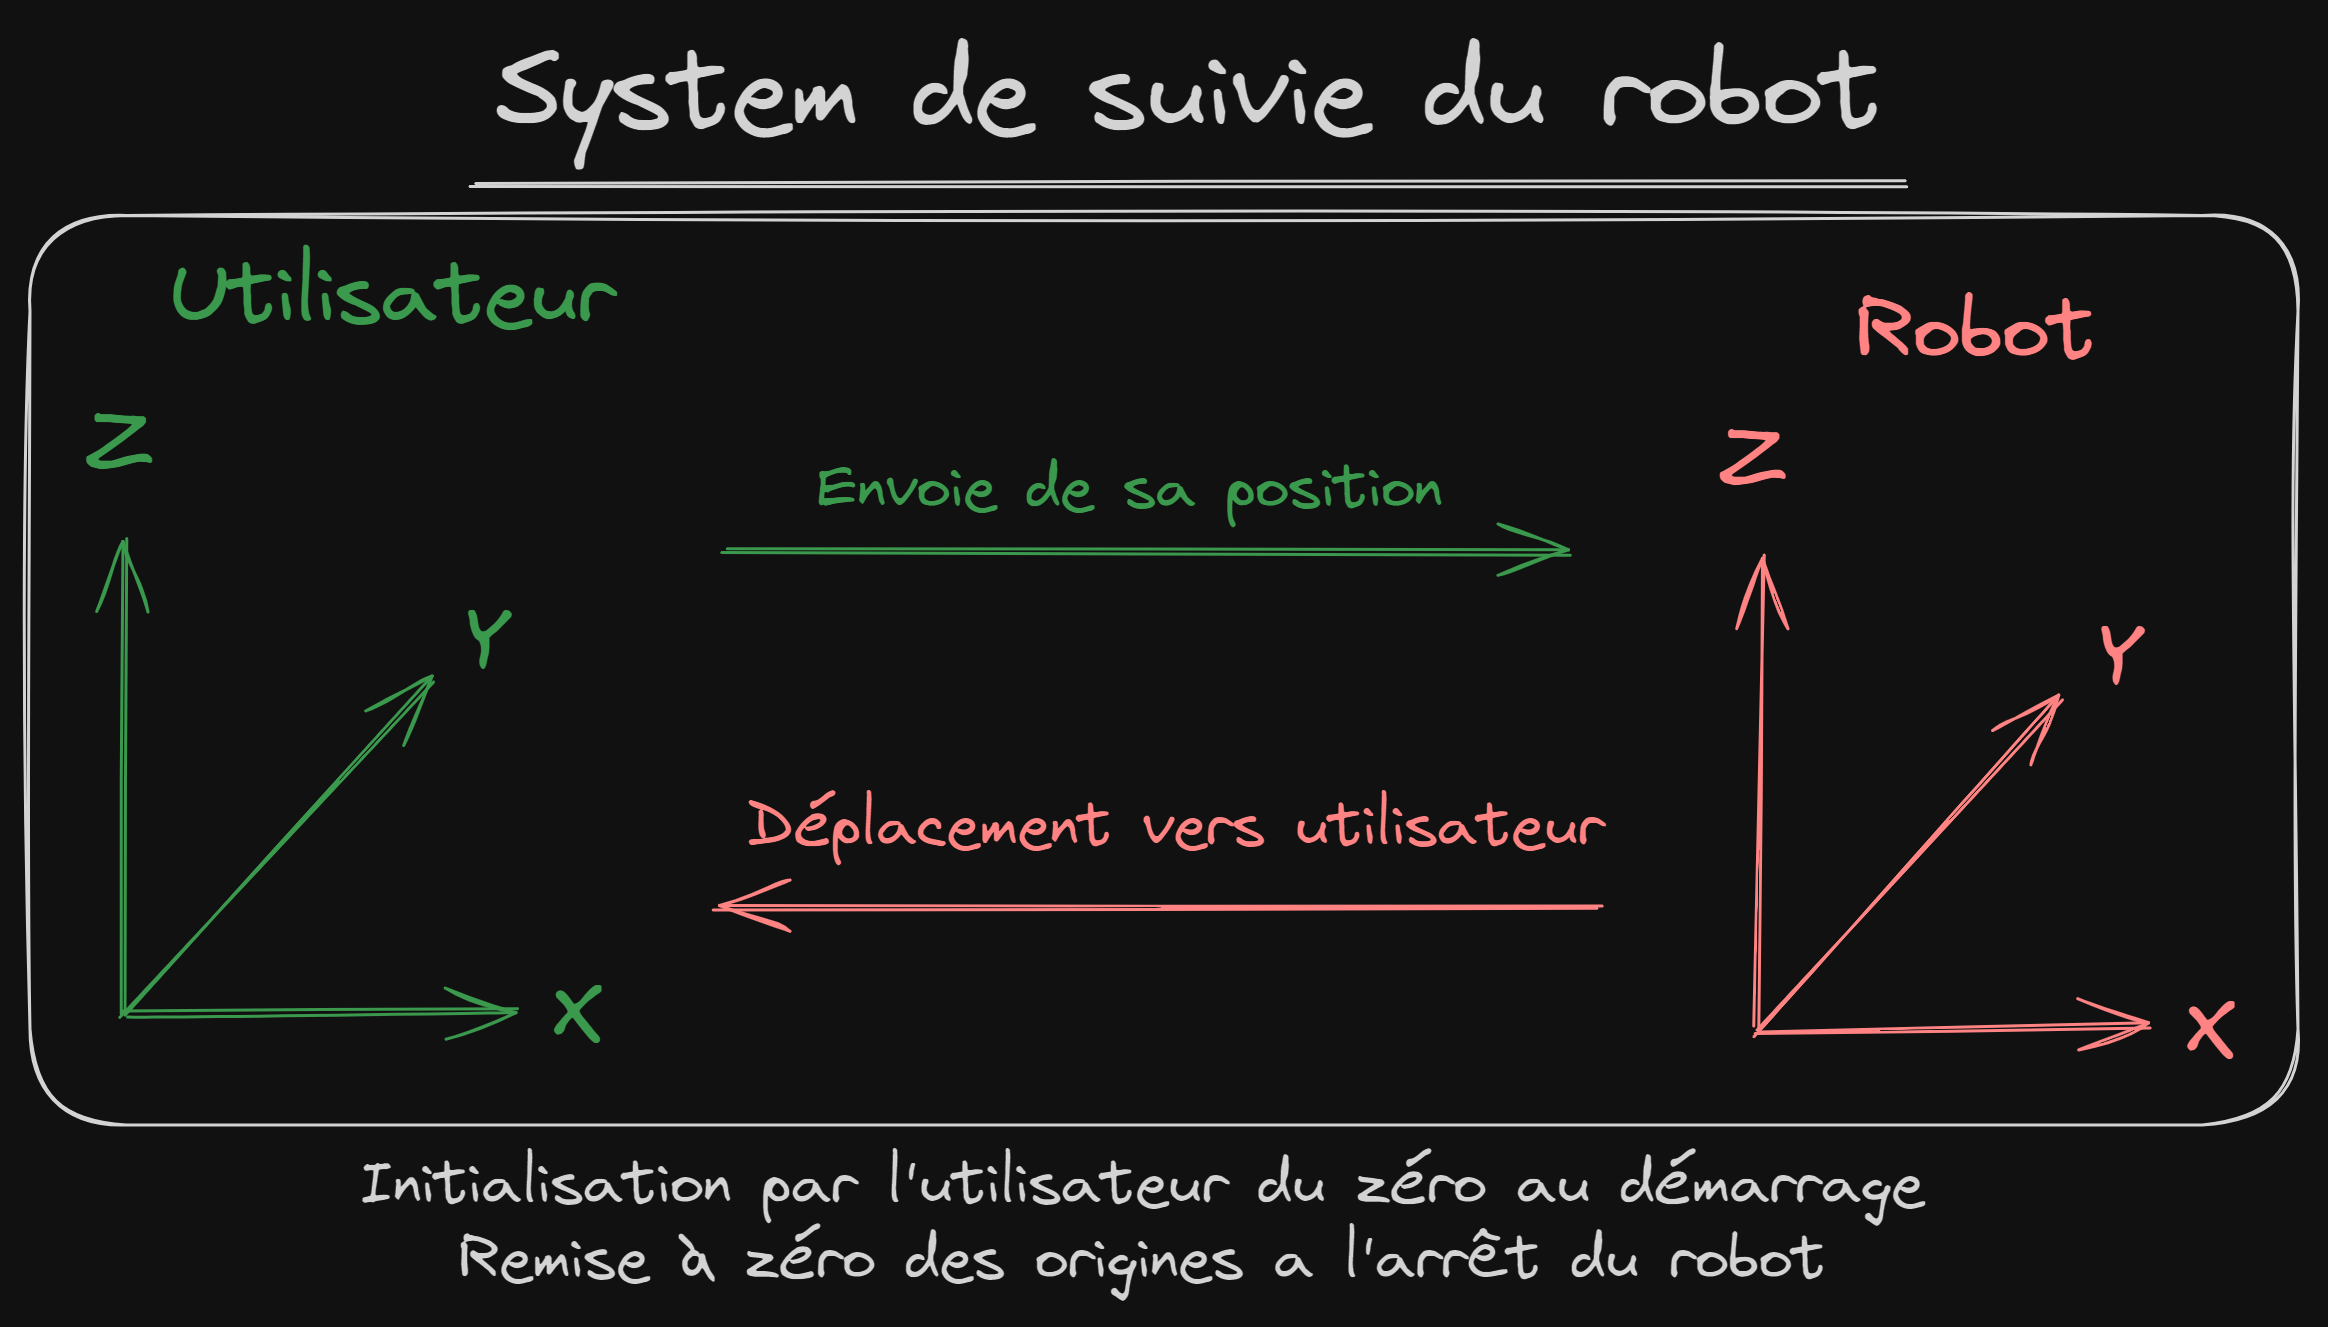 System de suivie du robot
Utilisateur
Robot
Z
Z
Envoie de sa position
Y
Y
Déplacement vers utilisateur
X
X
Initialisation par l'utilisateur du zéro au démarrage
Remise à zéro des origines a l'arrêt du robot